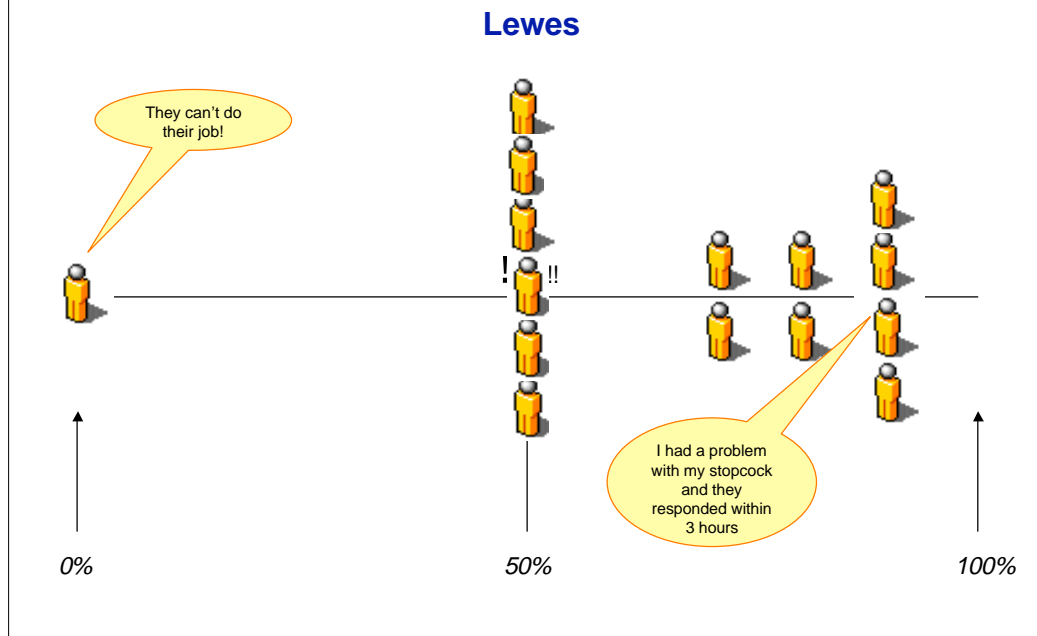 Lewes
They can't do
their job!
! !!
I had a problem
with my stopcock
and they
responded within
3 hours
0%
50%
100%